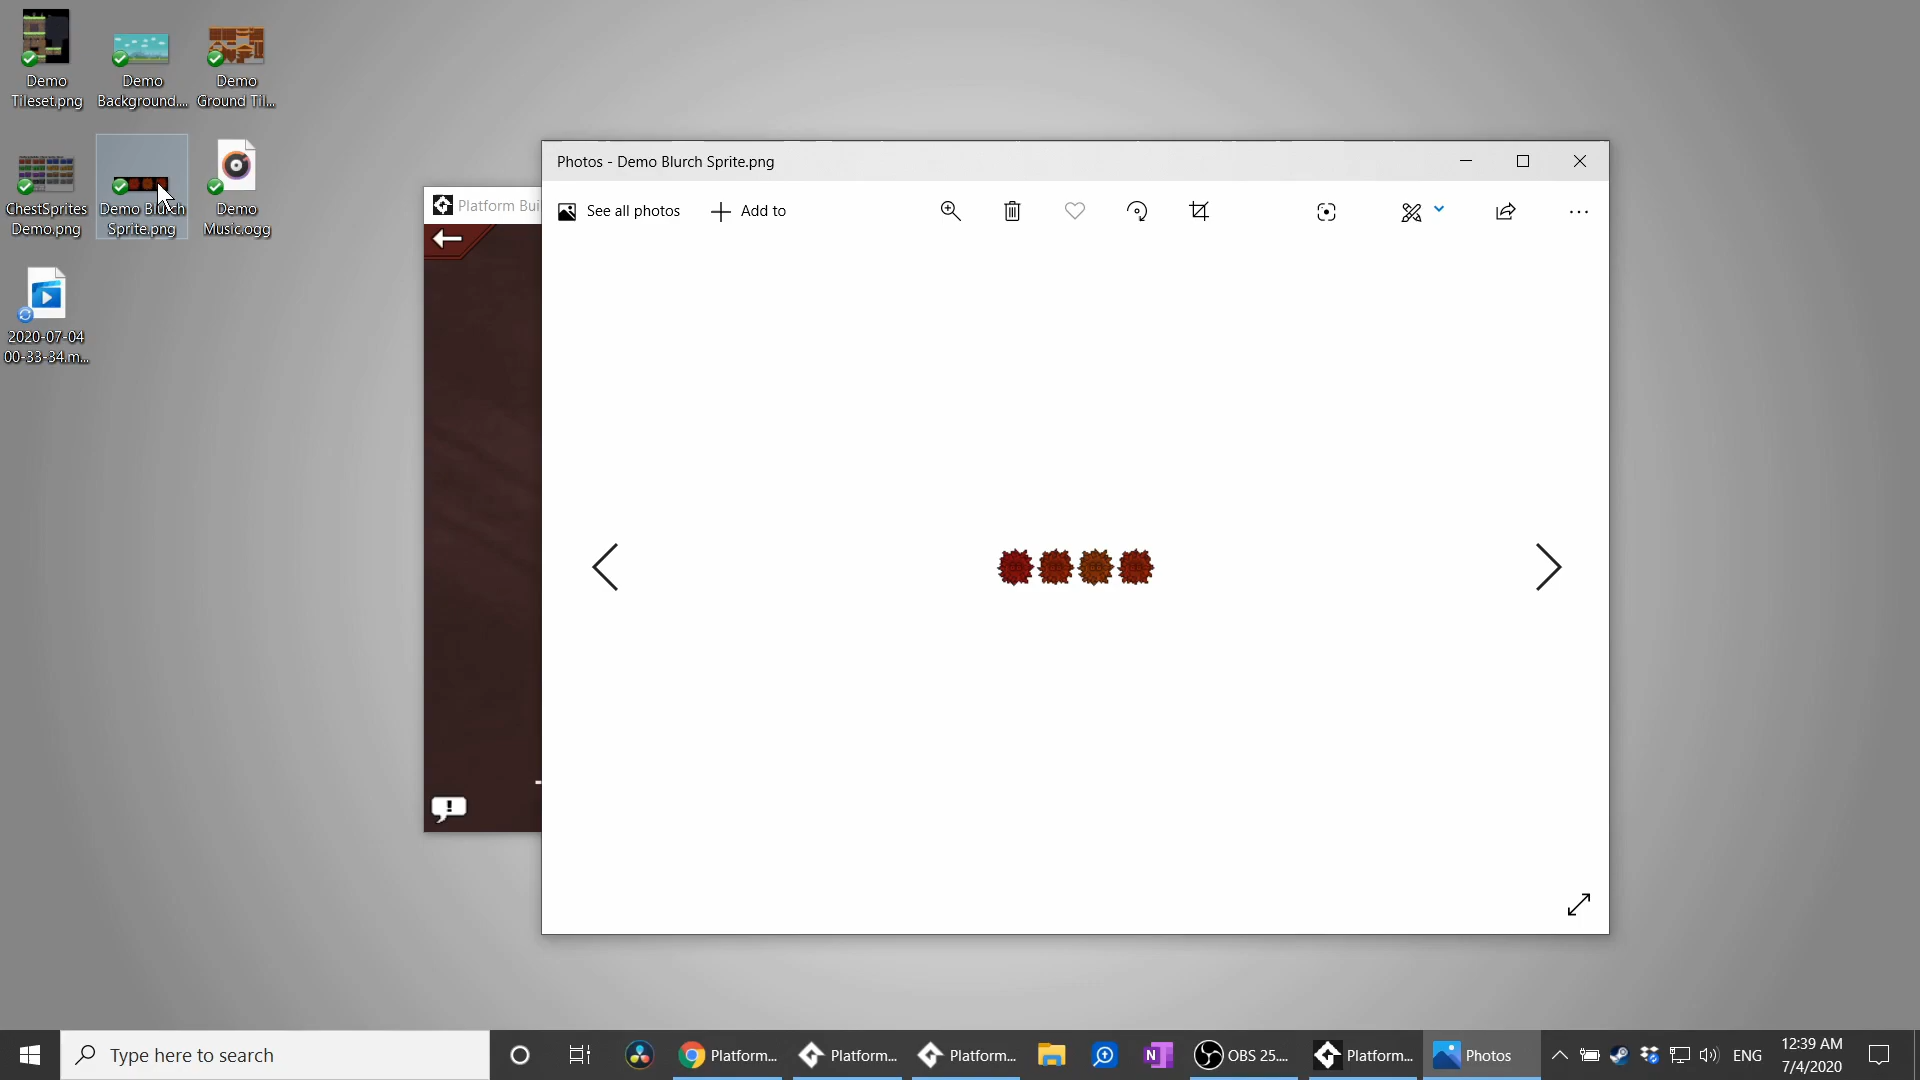 Demo
Tileset.png
Demo
Background....
Demo
Ground Til...
ChestSprites
Demo.png
Demo Blurch
Sprite.png
Demo
Music.ogg
2020-07-04
00-33-34.m...
Platform Bui
Photos - Demo Blurch Sprite.png
See all photos
Add to
Type here to search
Platform...
Platform...
Platform...
OBS 25....
Platform...
Photos
ENG
12:39 AM
7/4/2020